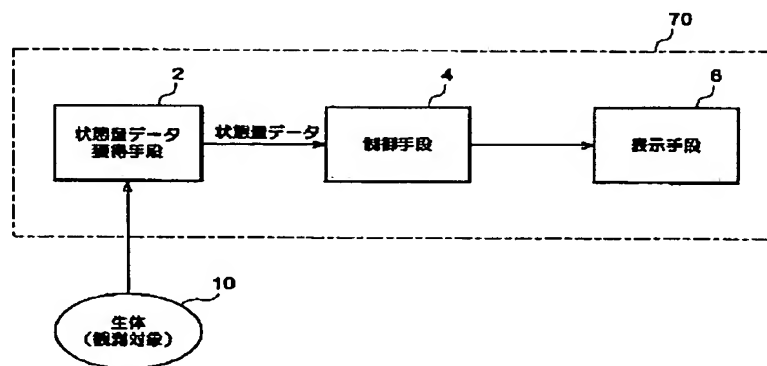 70
2
4
6
状態量データ
獲得手段
状態量データ
制御手段
表示手段
10
生体
(観測対象)